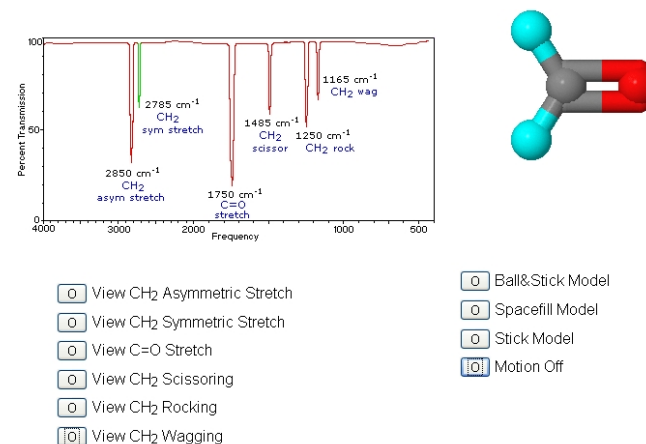 100
1165 cm-1
CH2 wag
2785 cm-1
CH2
sym stretch
1485 cm-1
CH2
scissor
1250 cm-1
CH2 rock
Percent Transmission
50
2850 cm-1
CH2
asym stretch
1750 cm-1
C=O
stretch
0
4000
3000
2000
1000
500
Frequency
O View CH2 Asymmetric Stretch
O View CH2 Symmetric Stretch
O View C=O Stretch
O View CH2 Scissoring
O View CH2 Rocking
O View CH2 Wagging
O Ball&Stick Model
O Spacefill Model
O Stick Model
O Motion Off